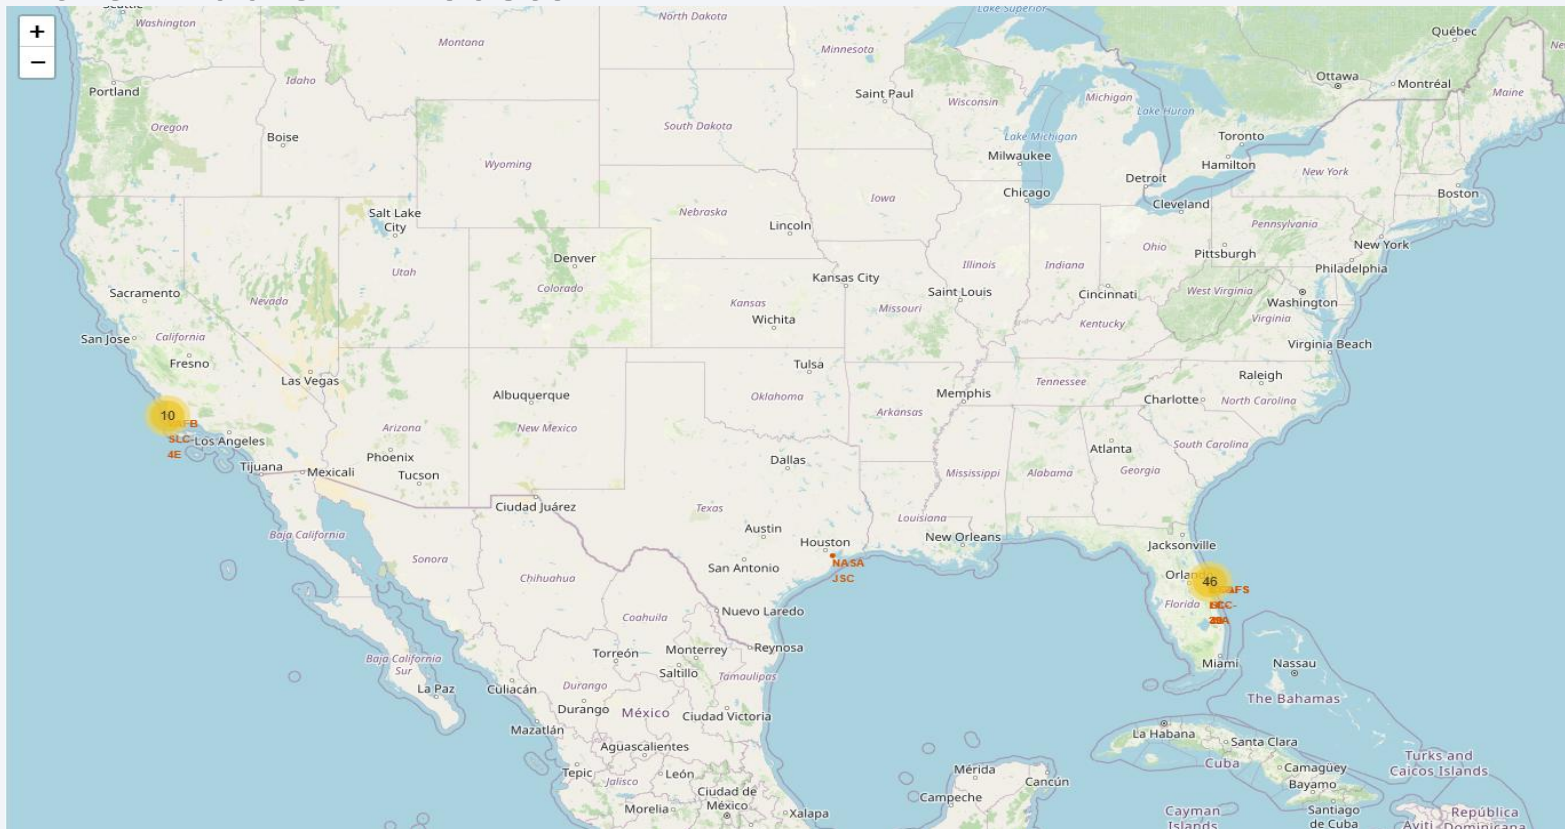 +
−
Washington
North Dakota
Lake Superior
Québec
Montana
Minnesota
Portland
Idaho
Ottawa
Montréal
Saint Paul
Wisconsin
Michigan
Lake Huron
Maine
Oregon
Boise
South Dakota
Toronto
Lake Michigan
Milwaukee
Hamilton
Wyoming
Detroit
New York
Chicago
Boston
Iowa
Cleveland
Salt Lake
City
Nebraska
Lincoln
Pennsylvania
New York
Ohio
Pittsburgh
Denver
Utah
Illinois
Indiana
Philadelphia
Kansas City
Colorado
Sacramento
Nevada
Saint Louis
Cincinnati
West Virginia
Washington
Kansas
Missouri
Wichita
Virginia
Kentucky
San Jose
California
Virginia Beach
Fresno
Tulsa
Las Vegas
Raleigh
Tennessee
Albuquerque
Oklahoma
Memphis
Charlotte
North Carolina
10
Arkansas
SLC-
4E
Los Angeles
Arizona
New Mexico
South Carolina
Atlanta
Phoenix
Dallas
Tijuana
Mexicali
Tucson
Mississippi
Alabama
Georgia
Ciudad Juárez
Texas
Louisiana
Austin
Baja California
Houston
New Orleans
Jacksonville
Sonora
NASA
JSC
San Antonio
Chihuahua
46
Florida
Nuevo Laredo
Coahuila
Monterrey
Reynosa
Torreón
Baja California
Sur
Saltillo
Tamaulipas
Miami
Nassau
La Paz
Culiacán
Durango
The Bahamas
Durango
México
Ciudad Victoria
Mazatlán
La Habana
Santa Clara
Aguascalientes
Turks and
Caicos Islands
Cuba
Camagüey
Tepic
Jalisco
León
Mérida
Cancún
Bayamo
Ciudad de
México
Campeche
Morelia
Xalapa
Cayman
Islands
Santiago
de Cuba
República